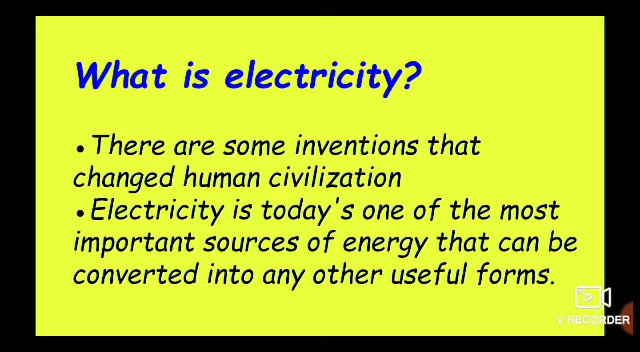 What is electricity?
•There are some inventions that
changed human civilization
•Electricity is today's one of the most
important sources of energy that can be
converted into any other useful forms.
V RECORDER